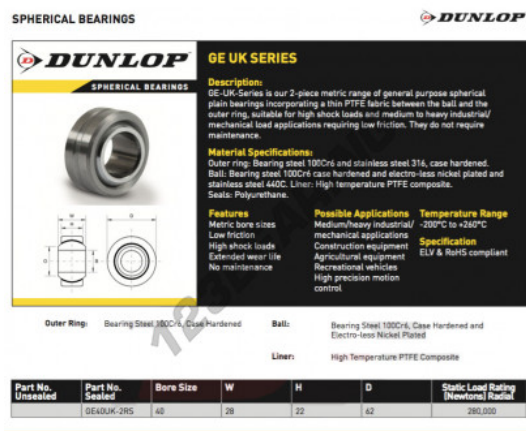 SPHERICAL BEARINGS
DUNLOP
DUNLOP
SPHERICAL BEARINGS
GE UK SERIES
Description:
GE-UK-Series is our 2-piece metric range of general purpose spherical
plain bearings incorporating a thin PTFE fabric between the ball and the
outer ring, suitable for high shock loads and medium to heavy industrial/
mechanical load applications requiring low friction. They do not require
maintenance.
Material Specifications:
Outer ring: Bearing steel 100Cr6 and stainless steel 316, case hardened.
Ball: Bearing steel 100Cr6 case hardened and electro-less nickel plated and
stainless steel 440C. Liner: High temperature PTFE composite.
Seals: Polyurethane.
Features
Metric bore sizes
Low friction
High shock loads
Extended wear life
No maintenance
Possible Applications
Medium/heavy industrial/
mechanical applications
Construction equipment
Agricultural equipment
Recreational vehicles
High precision motion
control
Temperature Range
-200°C to +260°C
Specification
ELV & RoHS compliant
Outer Ring: Bearing Steel 100Cr6, Case Hardened
Ball: Bearing Steel 100Cr6, Case Hardened and
Electro-less Nickel Plated
Liner: High Temperature PTFE Composite
Part No. Unsealed Part No. Sealed Bore Size W H D Static Load Rating (Newtons) Radial
GE40UK-2RS 40 28 22 62 280,000